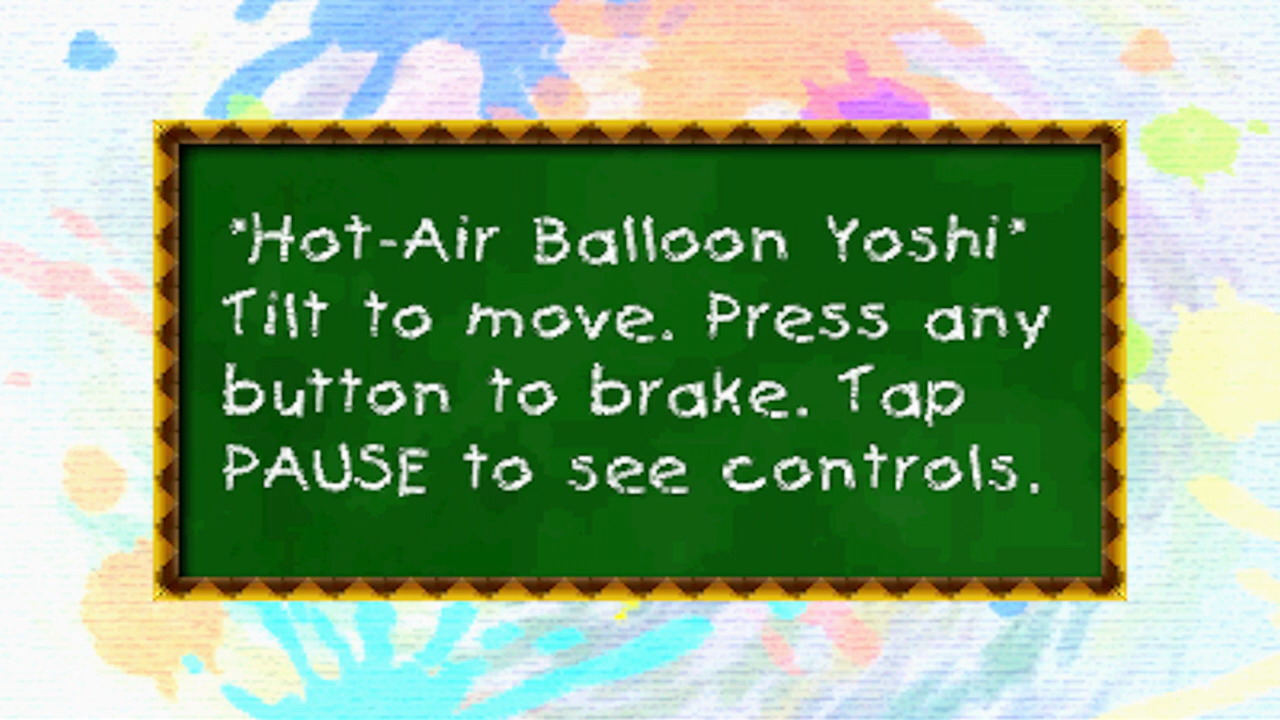 "Hot-Air Balloon Yoshi"
Tilt to move. Press any
button to brake. Tap
PAUSE to see controls.